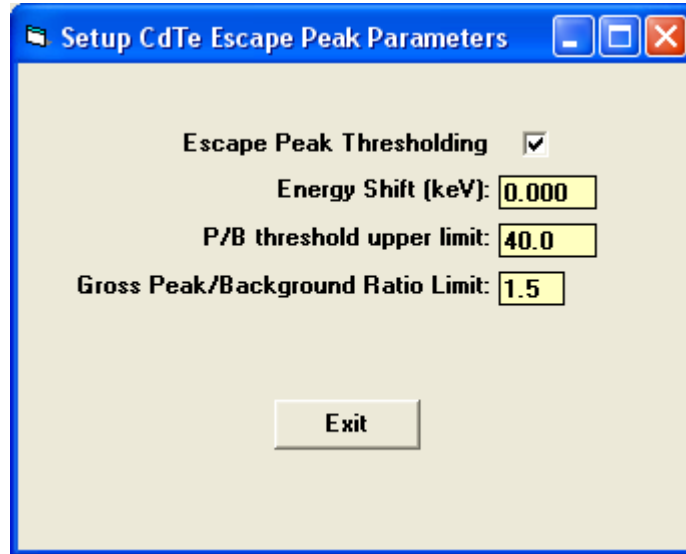 Setup CdTe Escape Peak Parameters
Escape Peak Thresholding
Energy Shift (keV): 0.000
P/B threshold upper limit: 40.0
Gross Peak/Background Ratio Limit: 1.5
Exit